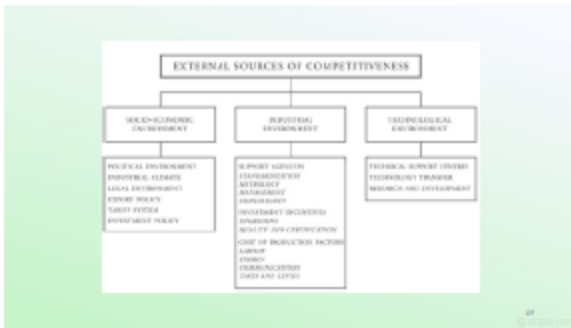 EXTERNAL SOURCES OF COMPETITIVENESS
SOCIO-ECONOMIC
ENVIRONMENT
INDUSTRIAL
ENVIRONMENT
TECHNOLOGICAL
ENVIRONMENT
POLITICAL ENVIRONMENT
INDUSTRIAL CLIMATE
LEGAL ENVIRONMENT
EXPORT POLICY
TARIFF SYSTEM
INVESTMENT POLICY
SUPPORT AGENCIES
STANDARDIZATION
METROLOGY
MANAGEMENT
INVESTMENT INCENTIVES
QUALITY AND CERTIFICATION
COST OF PRODUCTION FACTORS
LABOUR
ENERGY
COMMUNICATIONS
TAXES AND LEVIES
TECHNICAL SUPPORT CENTRES
TECHNOLOGY TRANSFER
RESEARCH AND DEVELOPMENT